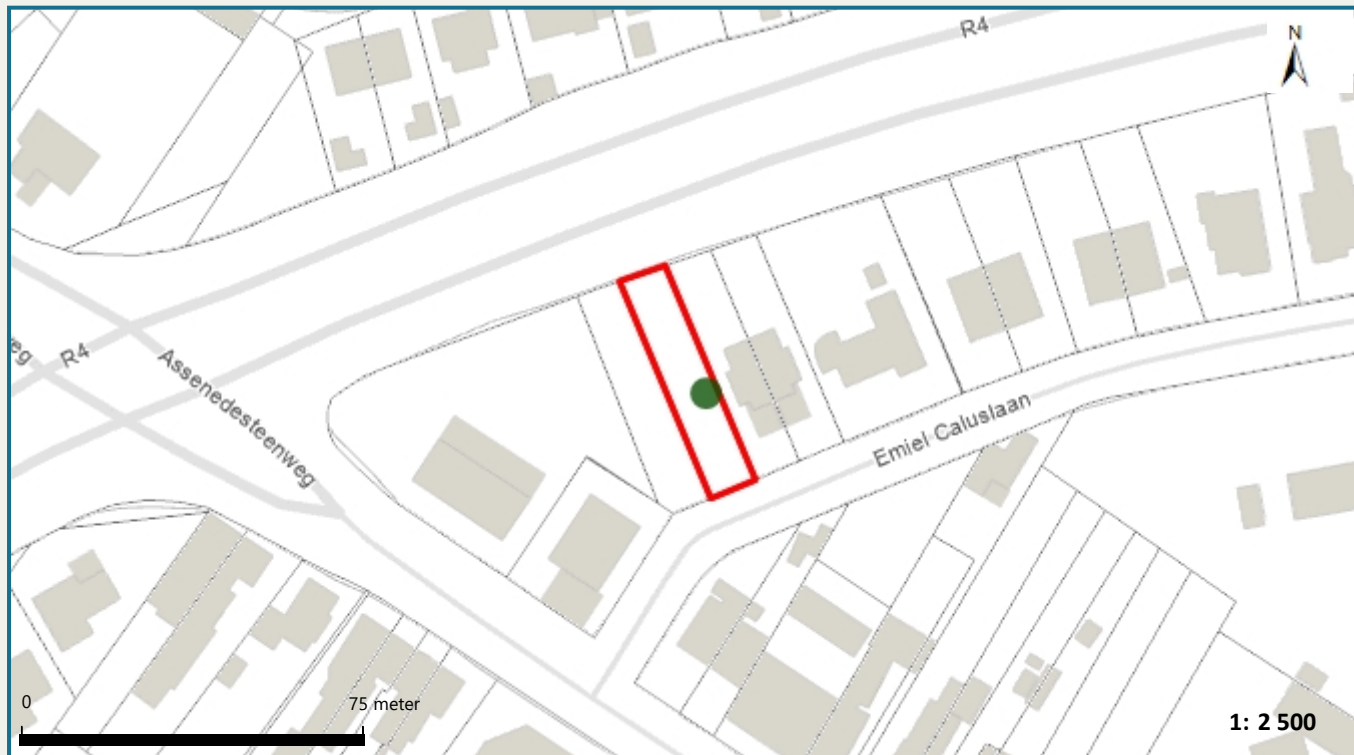 R4
N
eg
R4
Assenedesteenweg
Emiel Caluslaan
0
75 meter
1: 2 500